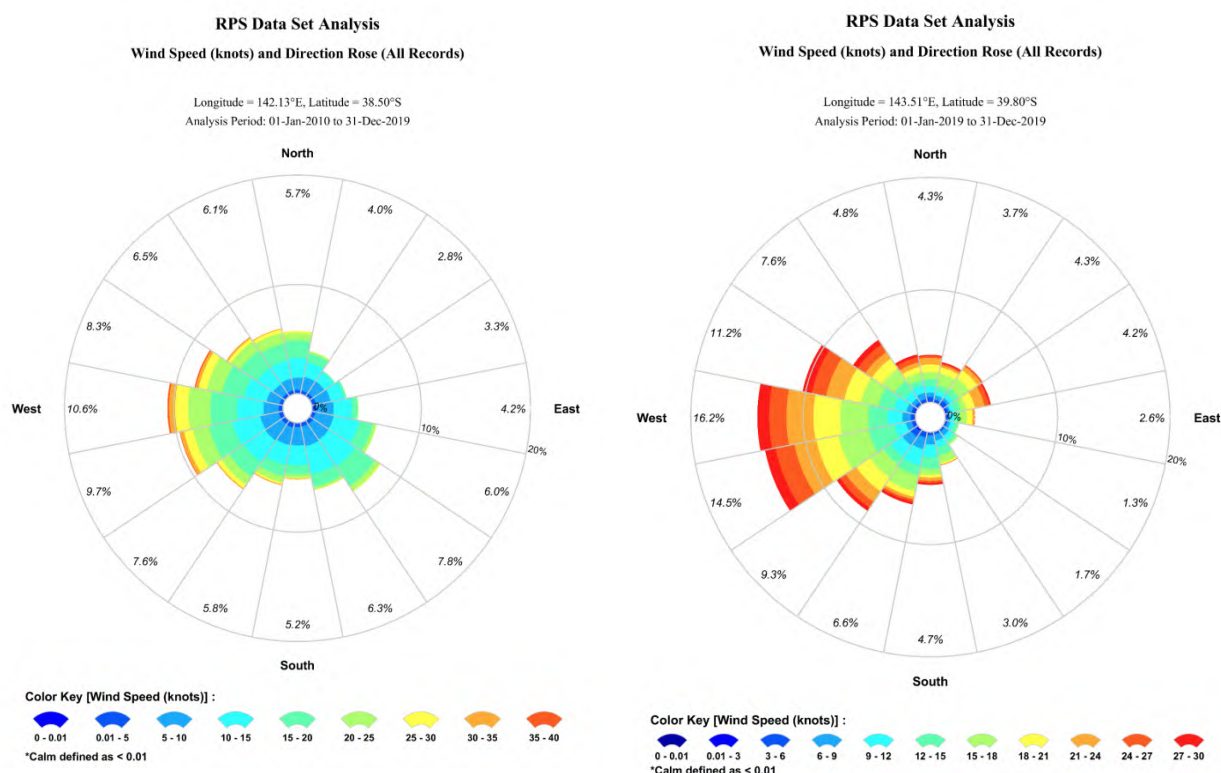 RPS Data Set Analysis
Wind Speed (knots) and Direction Rose (All Records)
Longitude = 142.13°E, Latitude = 38.50°S
Analysis Period: 01-Jan-2010 to 31-Dec-2019
North
5.7%
6.1%
4.0%
6.5%
2.8%
8.3%
3.3%
West
10.6%
0%
4.2%
East
10%
20%
9.7%
6.0%
7.6%
7.8%
5.8%
6.3%
5.2%
South
Color Key [Wind Speed (knots)] :
0 - 0.01 0.01 - 5 5 - 10 10 - 15 15 - 20 20 - 25 25 - 30 30 - 35 35 - 40
*Calm defined as < 0.01
RPS Data Set Analysis
Wind Speed (knots) and Direction Rose (All Records)
Longitude = 143.51°E, Latitude = 39.80°S
Analysis Period: 01-Jan-2019 to 31-Dec-2019
North
4.3%
4.8%
3.7%
7.6%
4.3%
11.2%
4.2%
West
16.2%
0%
2.6%
East
10%
20%
14.5%
1.3%
9.3%
1.7%
6.6%
3.0%
4.7%
South
Color Key [Wind Speed (knots)] :
0 - 0.01 0.01 - 3 3 - 6 6 - 9 9 - 12 12 - 15 15 - 18 18 - 21 21 - 24 24 - 27 27 - 30
*Calm defined as < 0.01